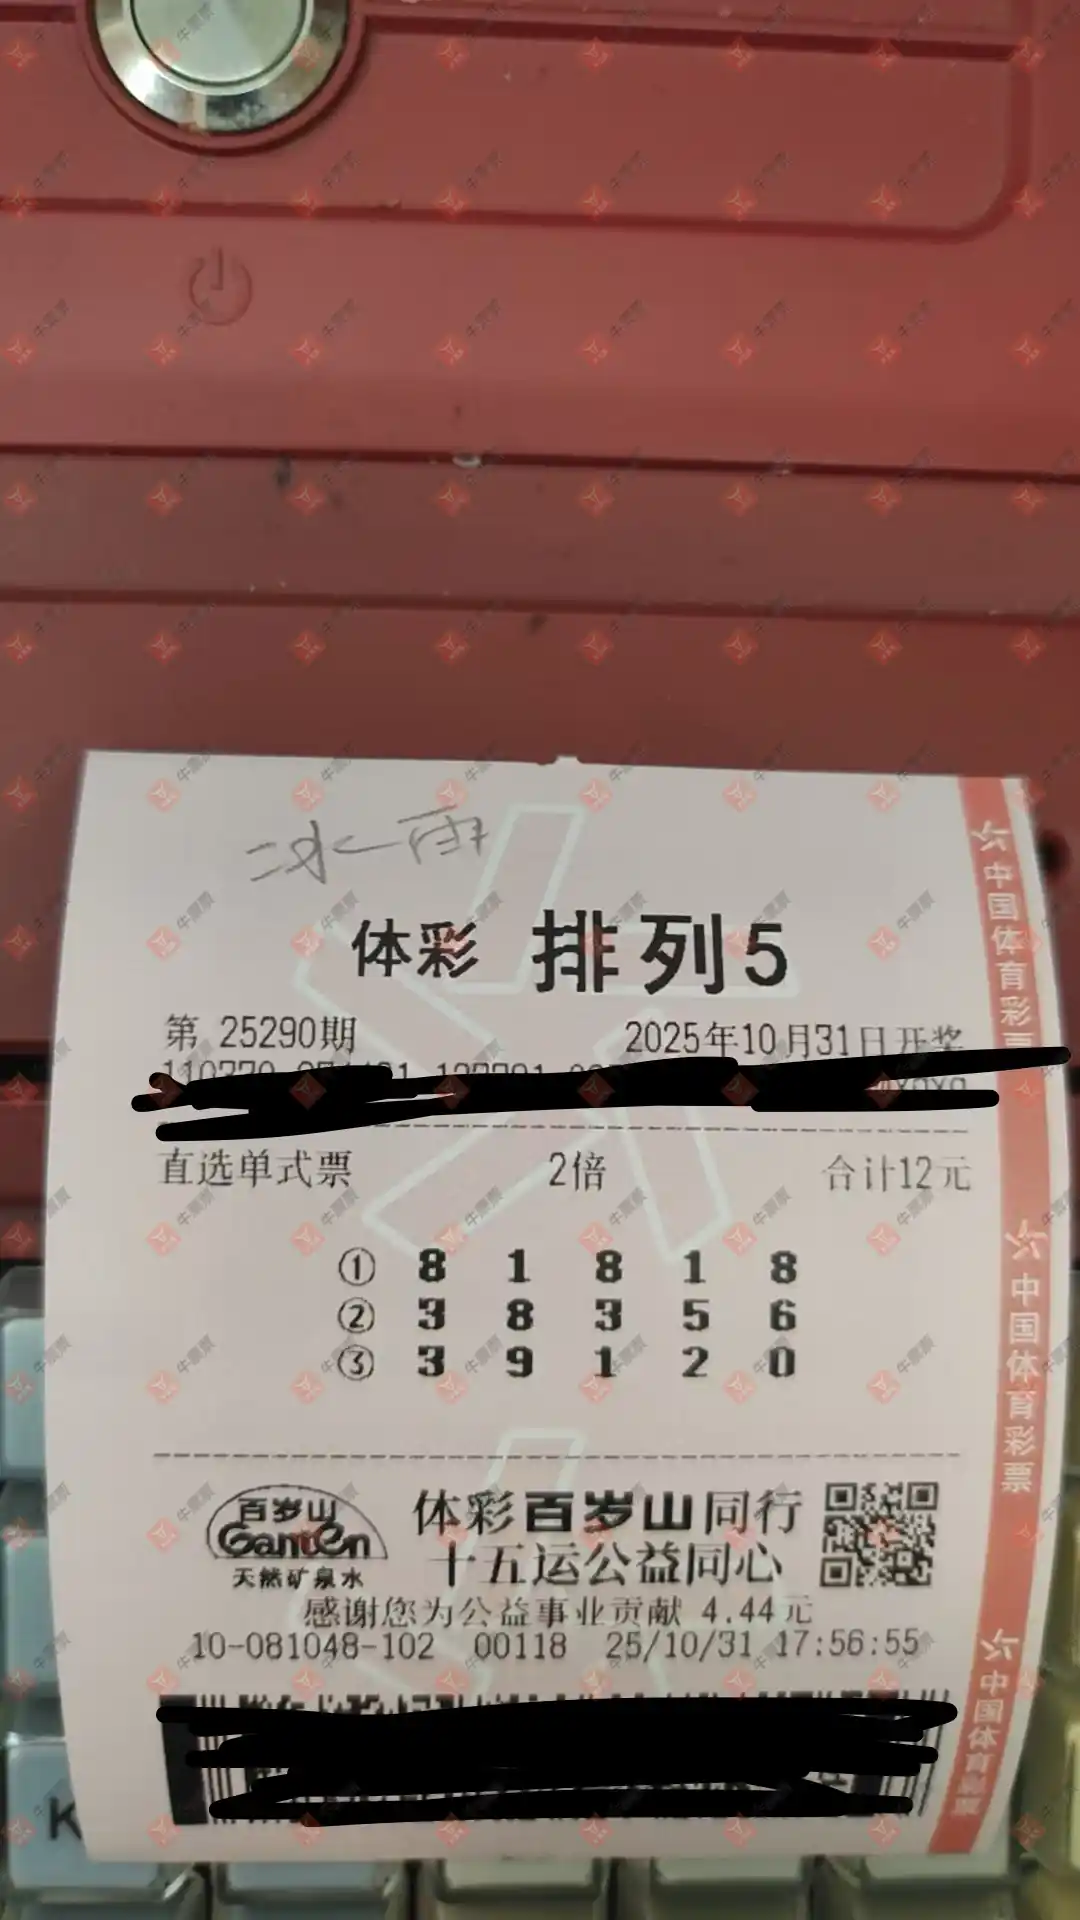 冰雨
体彩 排列5
第 25290期 2025年10月31日开奖
直选单式票 2倍 合计12元
① 8 1 8 1 8
② 3 8 3 5 6
③ 3 9 1 2 0
百岁山
Ganten
天然矿泉水
体彩百岁山同行
十五运公益同心
感谢您为公益事业贡献 4.44元
10-081048-102 00118 25/10/31 17:56:55
中国体育彩票
中国体育彩票
中国体育彩票
K
牛票票